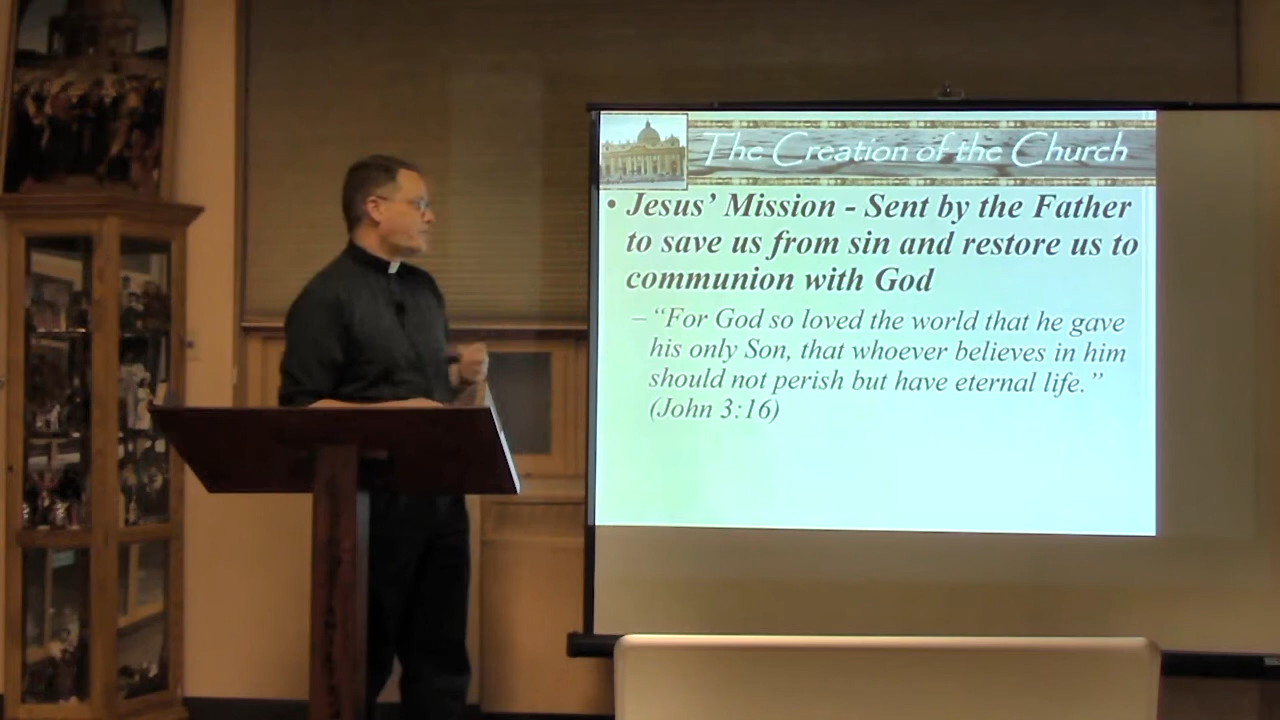 The Creation of the Church
• Jesus’ Mission - Sent by the Father
to save us from sin and restore us to
communion with God
– “For God so loved the world that he gave
his only Son, that whoever believes in him
should not perish but have eternal life.”
(John 3:16)